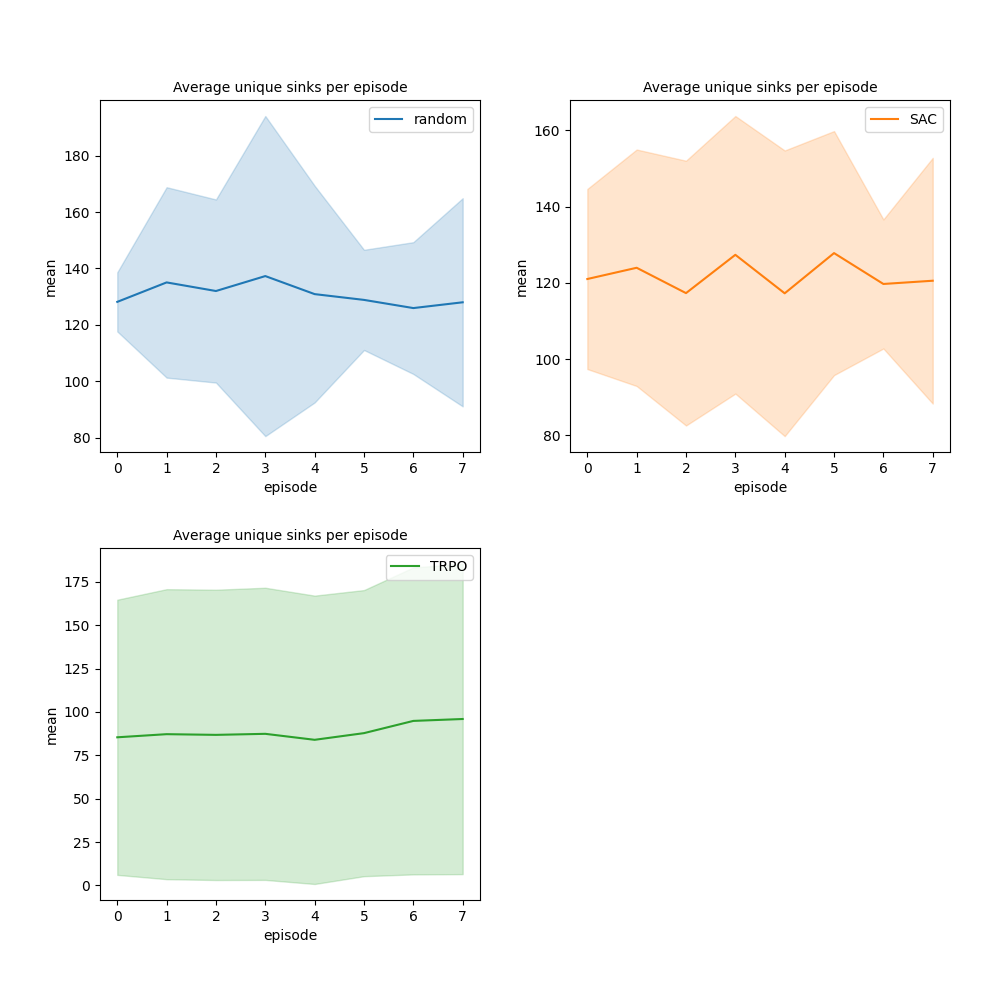 Average unique sinks per episode
random
180
160
140
120
100
80
mean
0 1 2 3 4 5 6 7
episode
Average unique sinks per episode
SAC
160
140
120
100
80
mean
0 1 2 3 4 5 6 7
episode
Average unique sinks per episode
TRPO
175
150
125
100
75
50
25
0
mean
0 1 2 3 4 5 6 7
episode